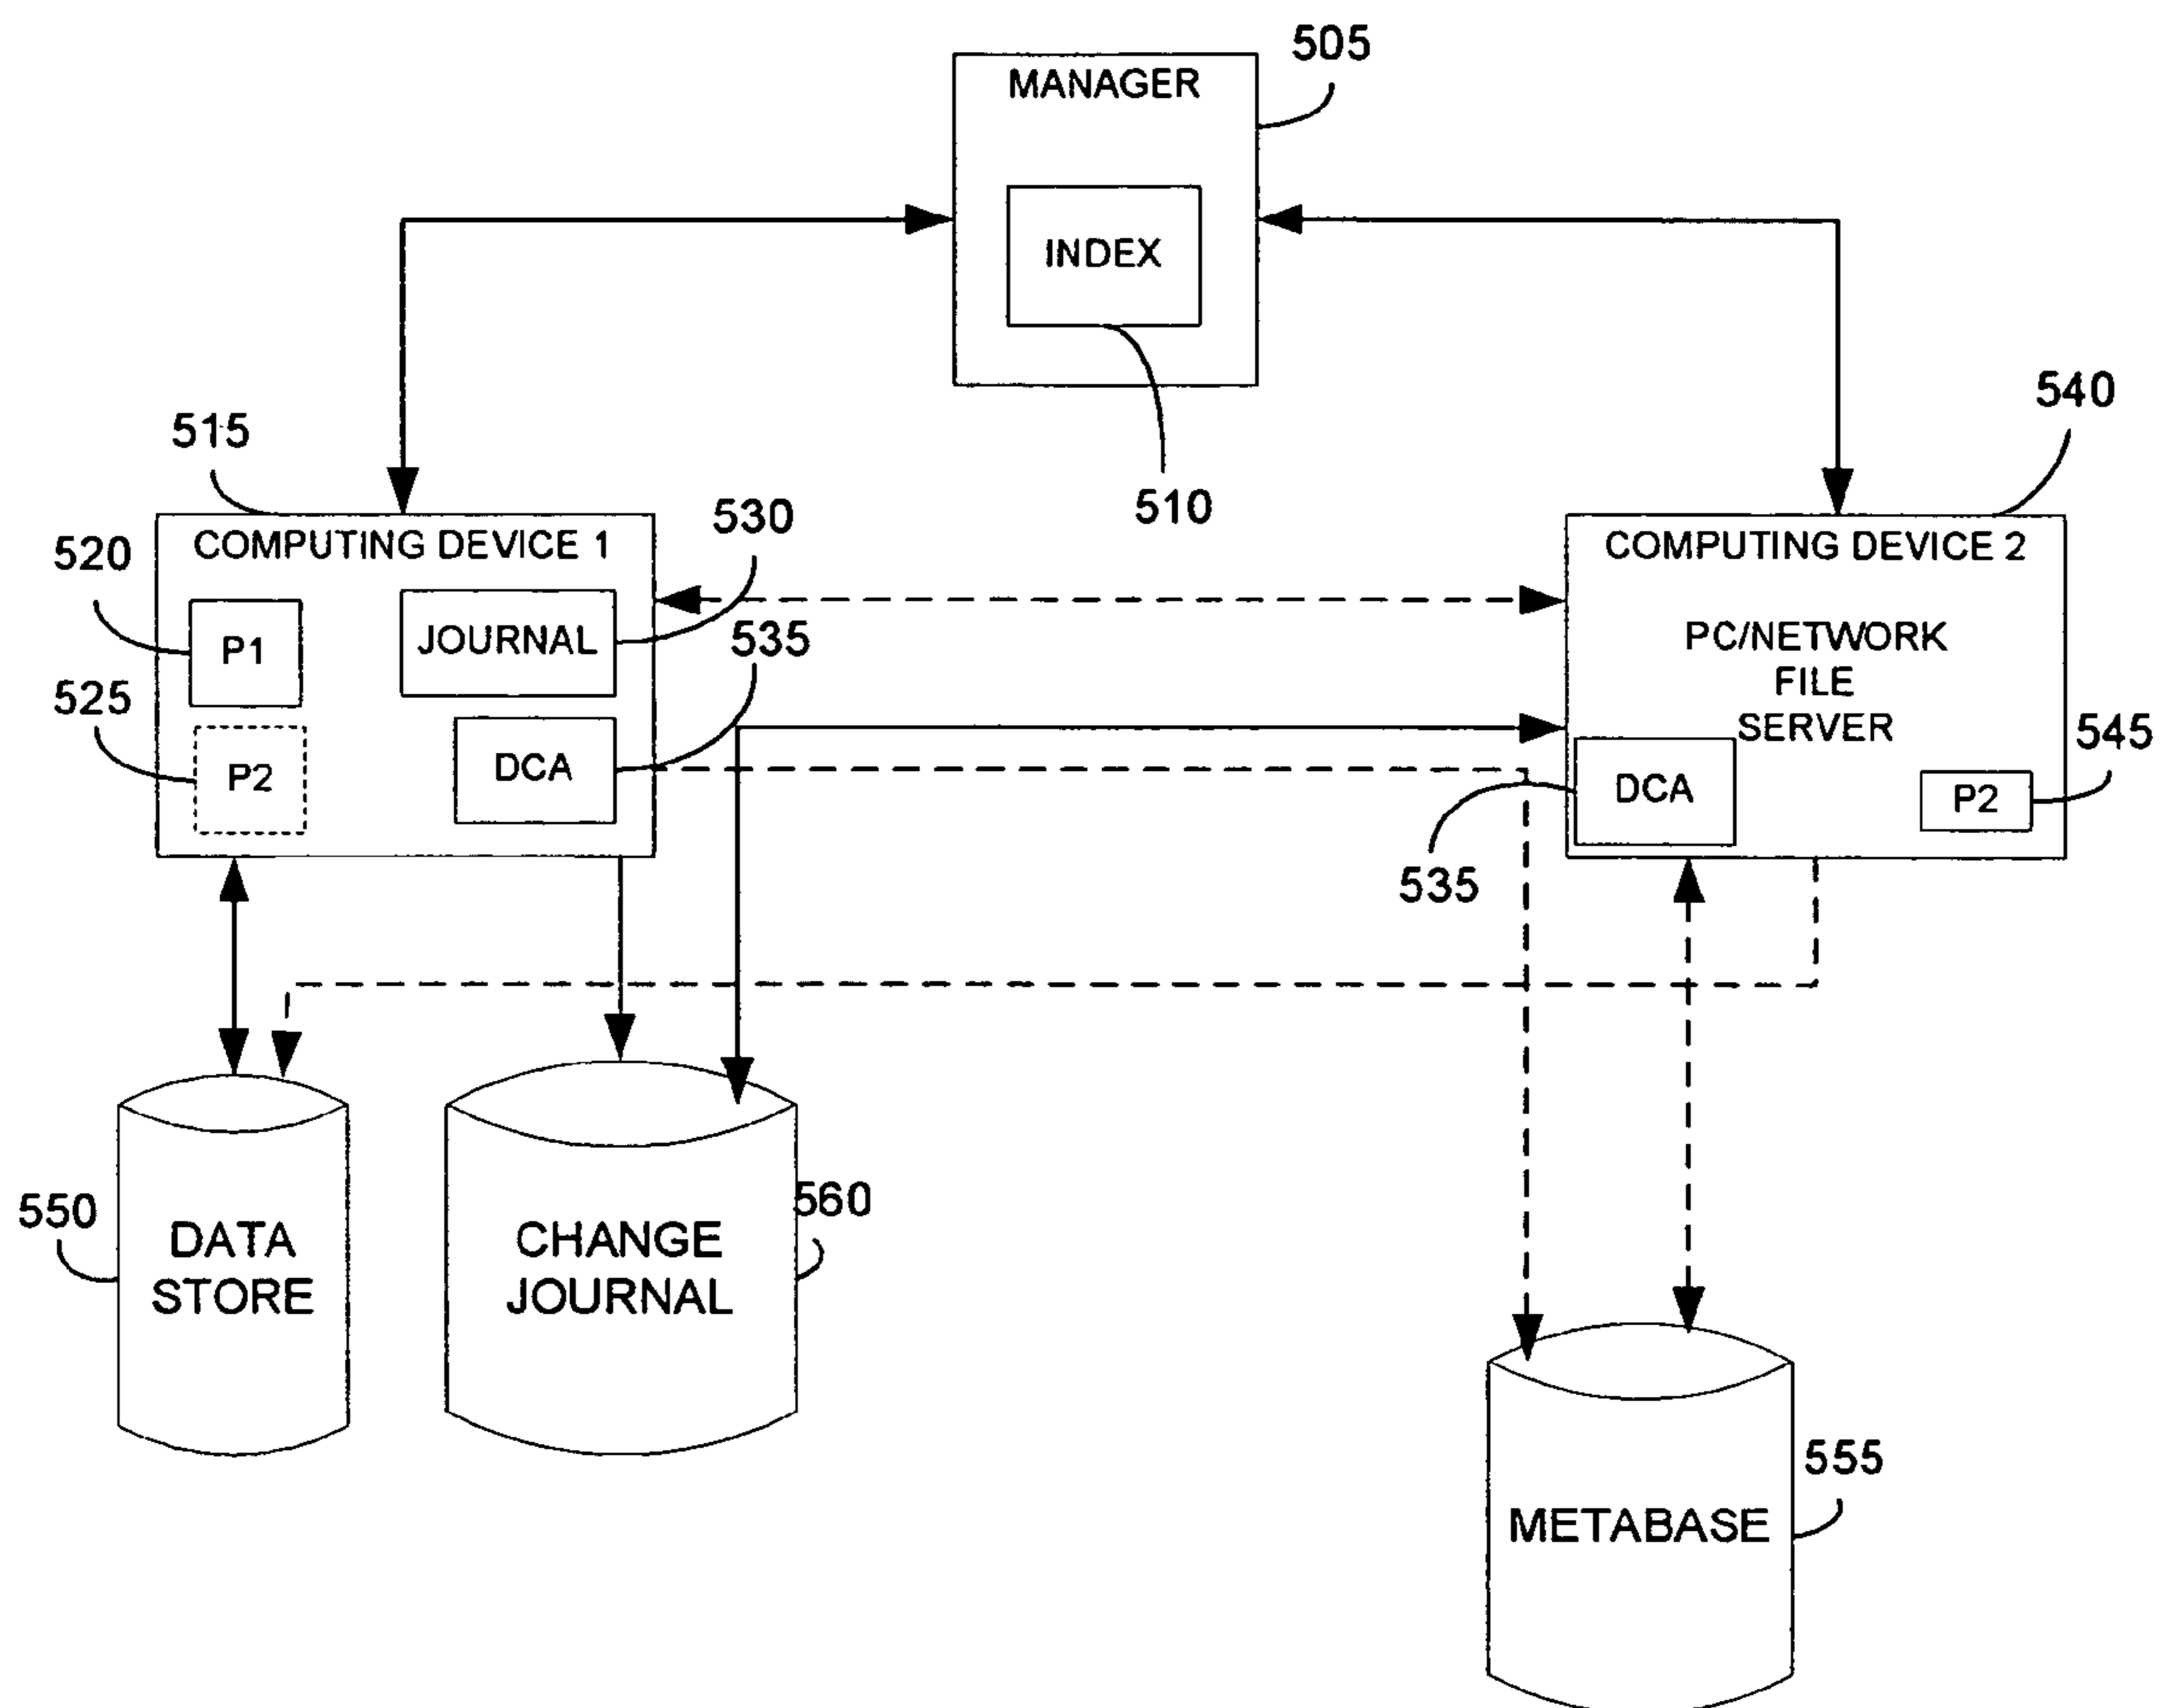 505
MANAGER
INDEX
510
515
540
COMPUTING DEVICE 1
530
520
P1
JOURNAL
535
525
P2
DCA
COMPUTING DEVICE 2
PC/NETWORK
FILE
SERVER
545
DCA
P2
535
550
DATA
STORE
560
CHANGE
JOURNAL
555
METABASE